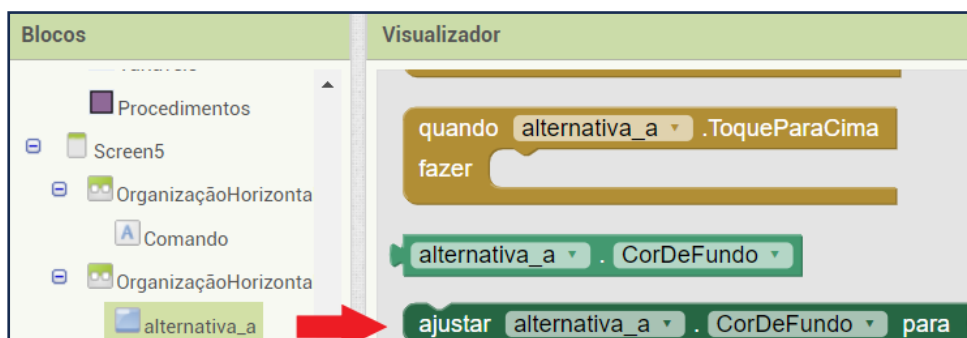 Blocos
Visualizador
Procedimentos
Screen5
OrganizaçãoHorizonta
Comando
OrganizaçãoHorizonta
alternativa_a
quando alternativa_a .ToqueParaCima
fazer
alternativa_a . CorDeFundo
ajustar alternativa_a . CorDeFundo para